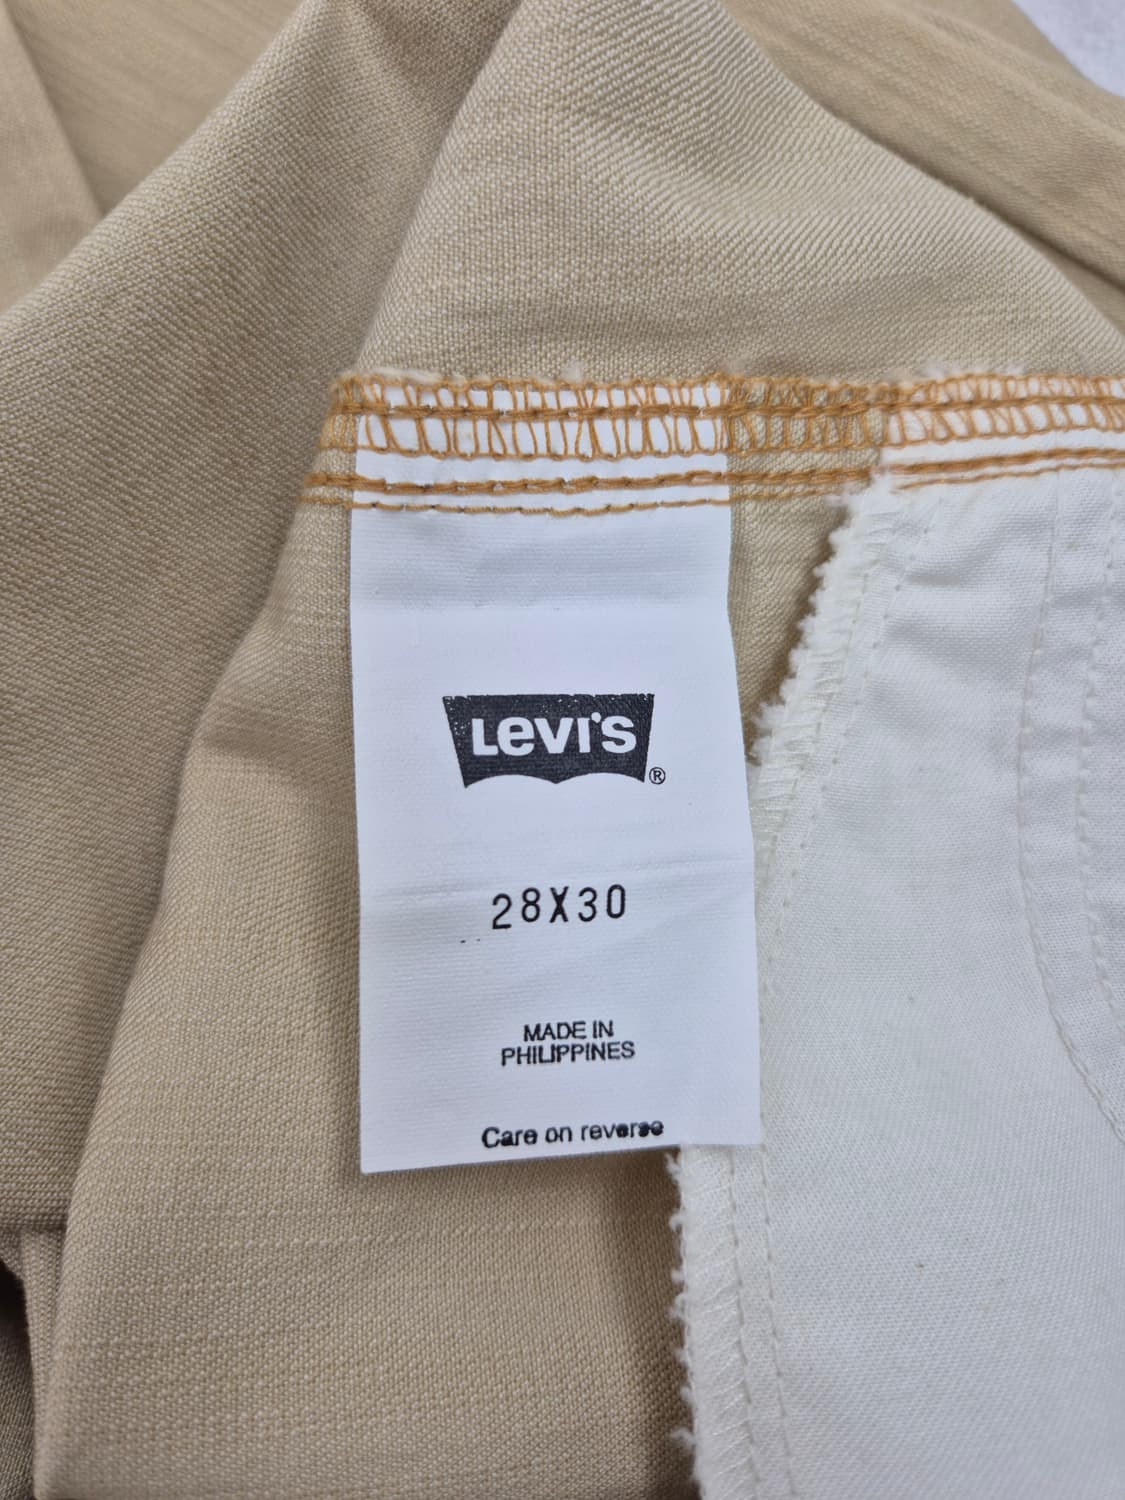 Levi's
®
28X30
MADE IN
PHILIPPINES
Care on reverse